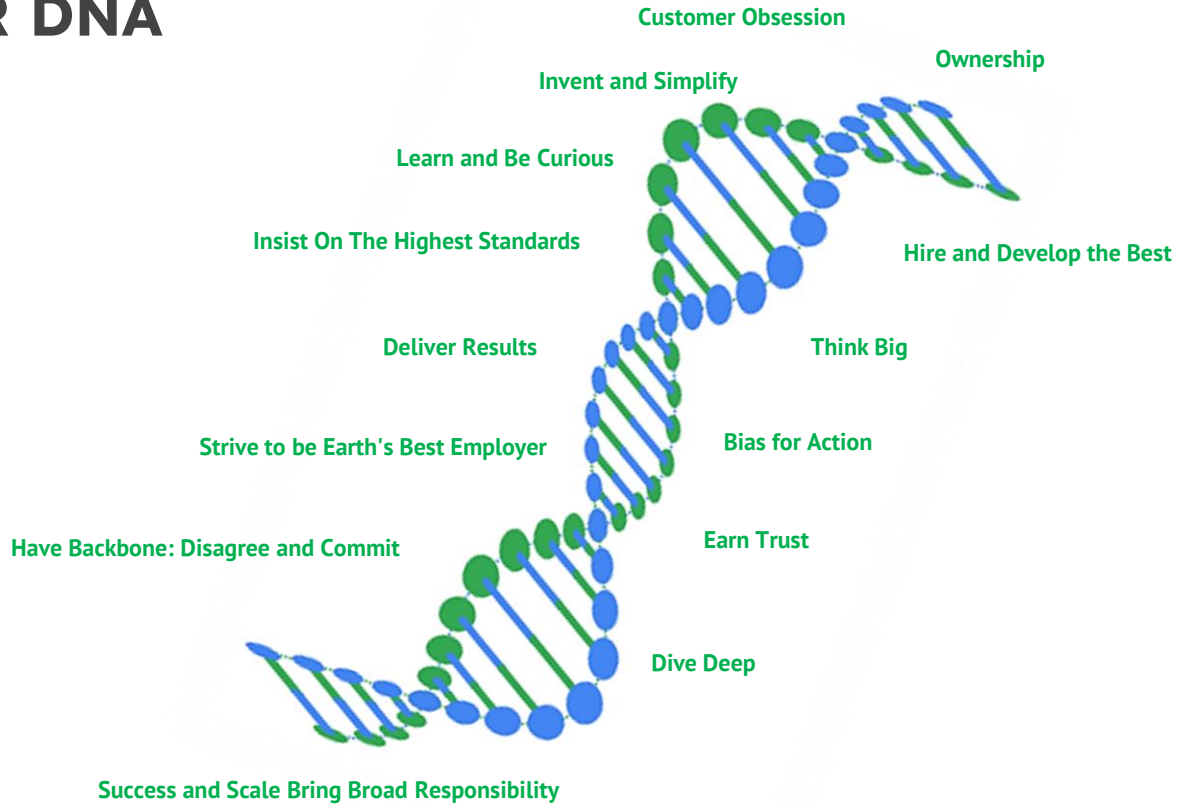 R DNA
Customer Obsession
Ownership
Invent and Simplify
Learn and Be Curious
Insist On The Highest Standards
Hire and Develop the Best
Deliver Results
Think Big
Strive to be Earth's Best Employer
Bias for Action
Have Backbone: Disagree and Commit
Earn Trust
Dive Deep
Success and Scale Bring Broad Responsibility